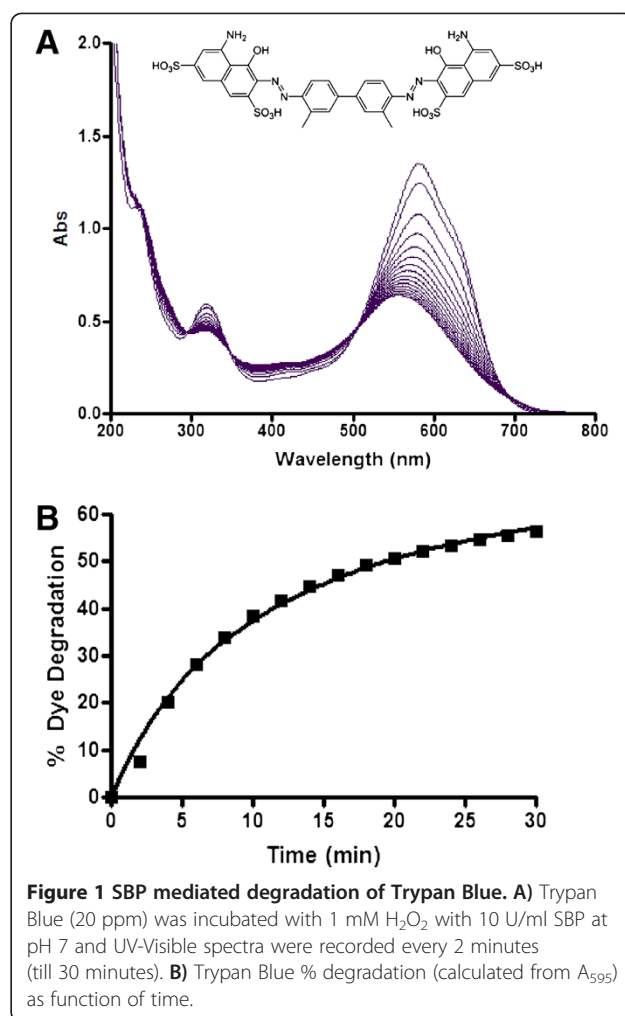 A
2.0
1.5
1.0
0.5
0.0
Abs
200 300 400 500 600 700 800
Wavelength (nm)
NH₂ OH OH NH₂
SO₃H N N N N SO₃H
SO₃H SO₃H
B
60
50
40
30
20
10
0
% Dye Degradation
0 5 10 15 20 25 30
Time (min)
Figure 1 SBP mediated degradation of Trypan Blue. A) Trypan
Blue (20 ppm) was incubated with 1 mM H₂O₂ with 10 U/ml SBP at
pH 7 and UV-Visible spectra were recorded every 2 minutes
(till 30 minutes). B) Trypan Blue % degradation (calculated from A₅₉₅)
as function of time.